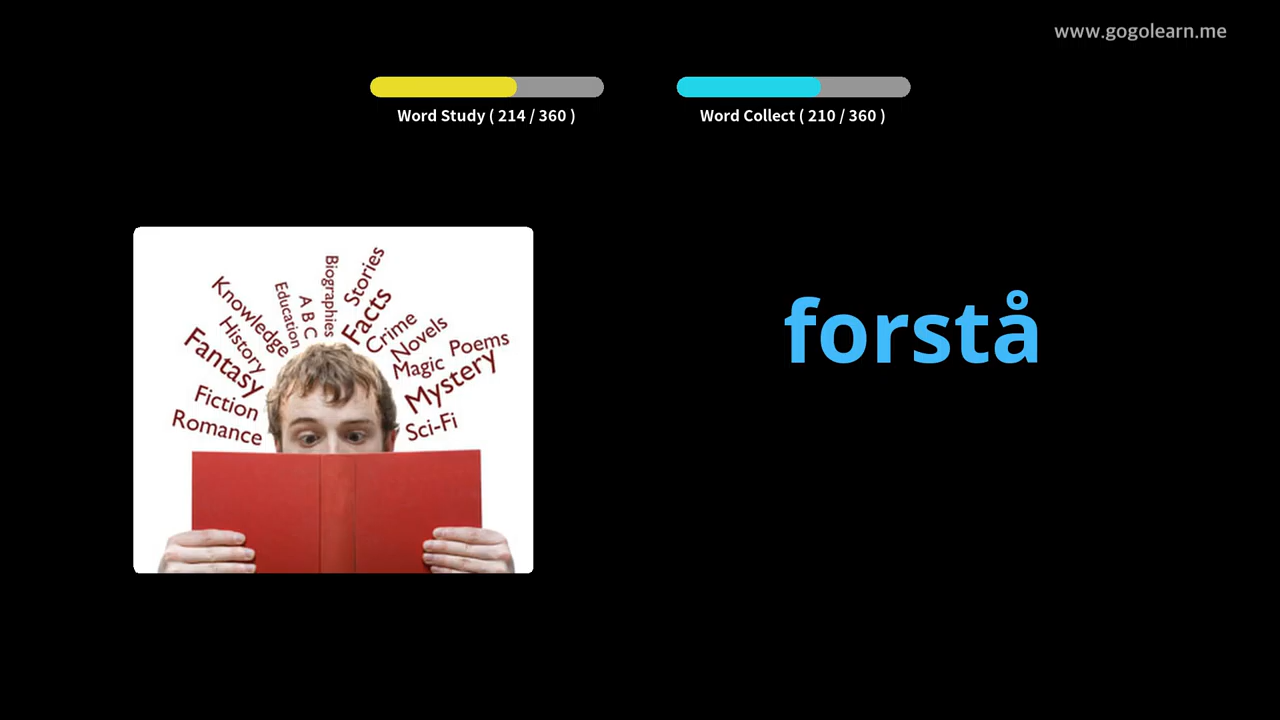 www.gogolearn.me
Word Study ( 214 / 360 )
Word Collect ( 210 / 360 )
Biographies
Stories
Education
A B C
Facts
Knowledge
Crime
History
Novels
Poems
Fantasy
Magic
Mystery
Fiction
Romance
Sci-Fi
forstå